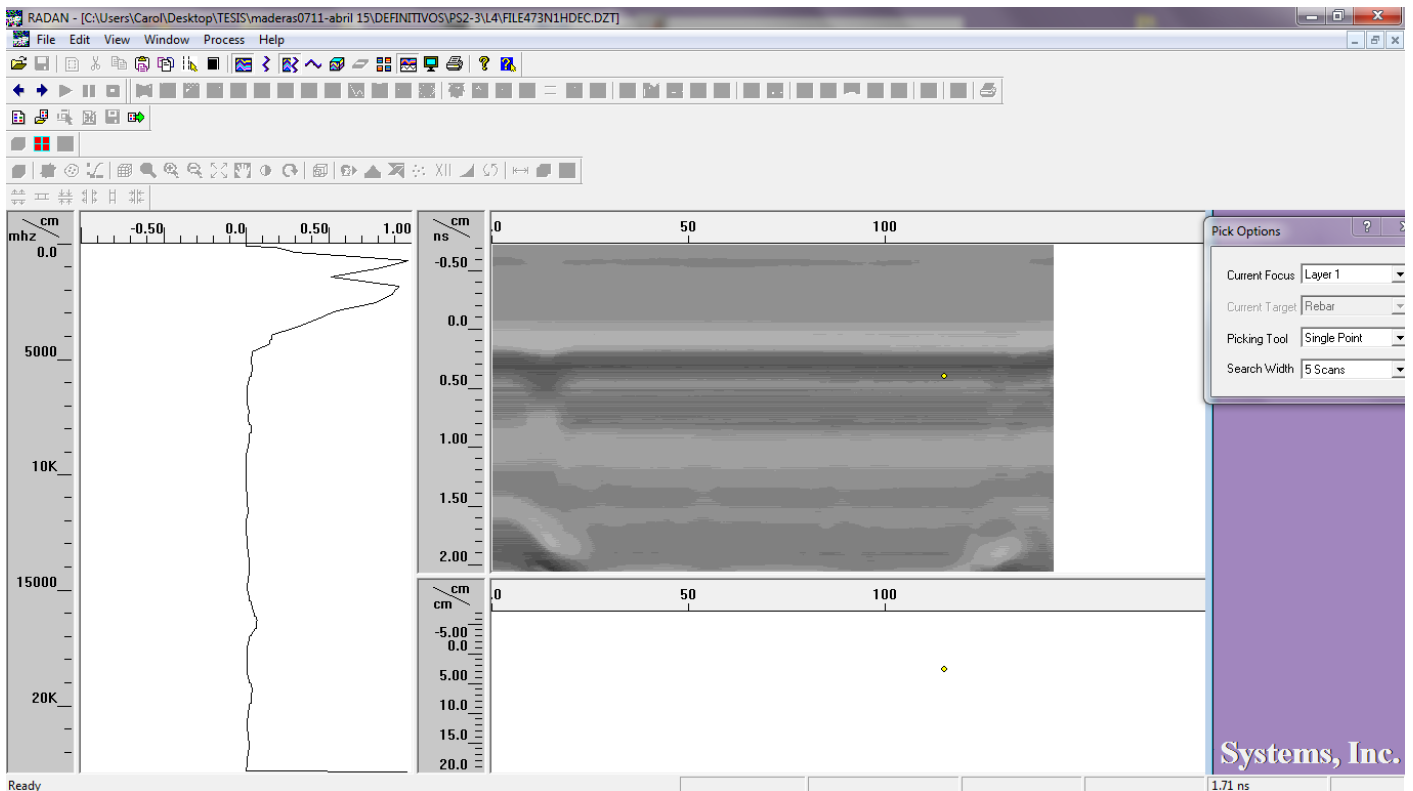 RADAN - [C:\Users\Carol\Desktop\TESIS\maderas0711-abril 15\DEFINITIVOS\PS2-3\L4\FILE473N1HDEC.DZT]
File Edit View Window Process Help
cm
mhz
-0.50 0.0 0.50 1.00
0.0
5000
10K
15000
20K
cm
ns
.0 50 100
-0.50
0.0
0.50
1.00
1.50
2.00
cm
cm
.0 50 100
-5.00
0.0
5.00
10.0
15.0
20.0
Pick Options
Current Focus Layer 1
Current Target Rebar
Picking Tool Single Point
Search Width 5 Scans
Systems, Inc.
Ready
1.71 ns